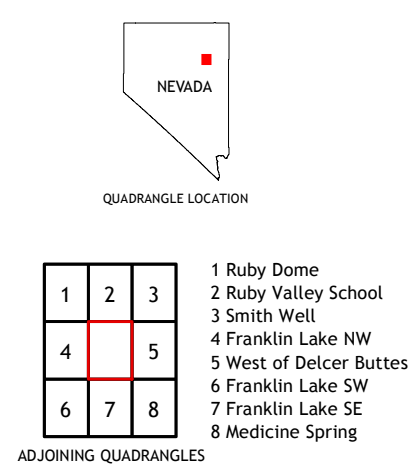 NEVADA
QUADRANGLE LOCATION
1 2 3
4 5
6 7 8
1 Ruby Dome
2 Ruby Valley School
3 Smith Well
4 Franklin Lake NW
5 West of Delcer Buttes
6 Franklin Lake SW
7 Franklin Lake SE
8 Medicine Spring
ADJOINING QUADRANGLES